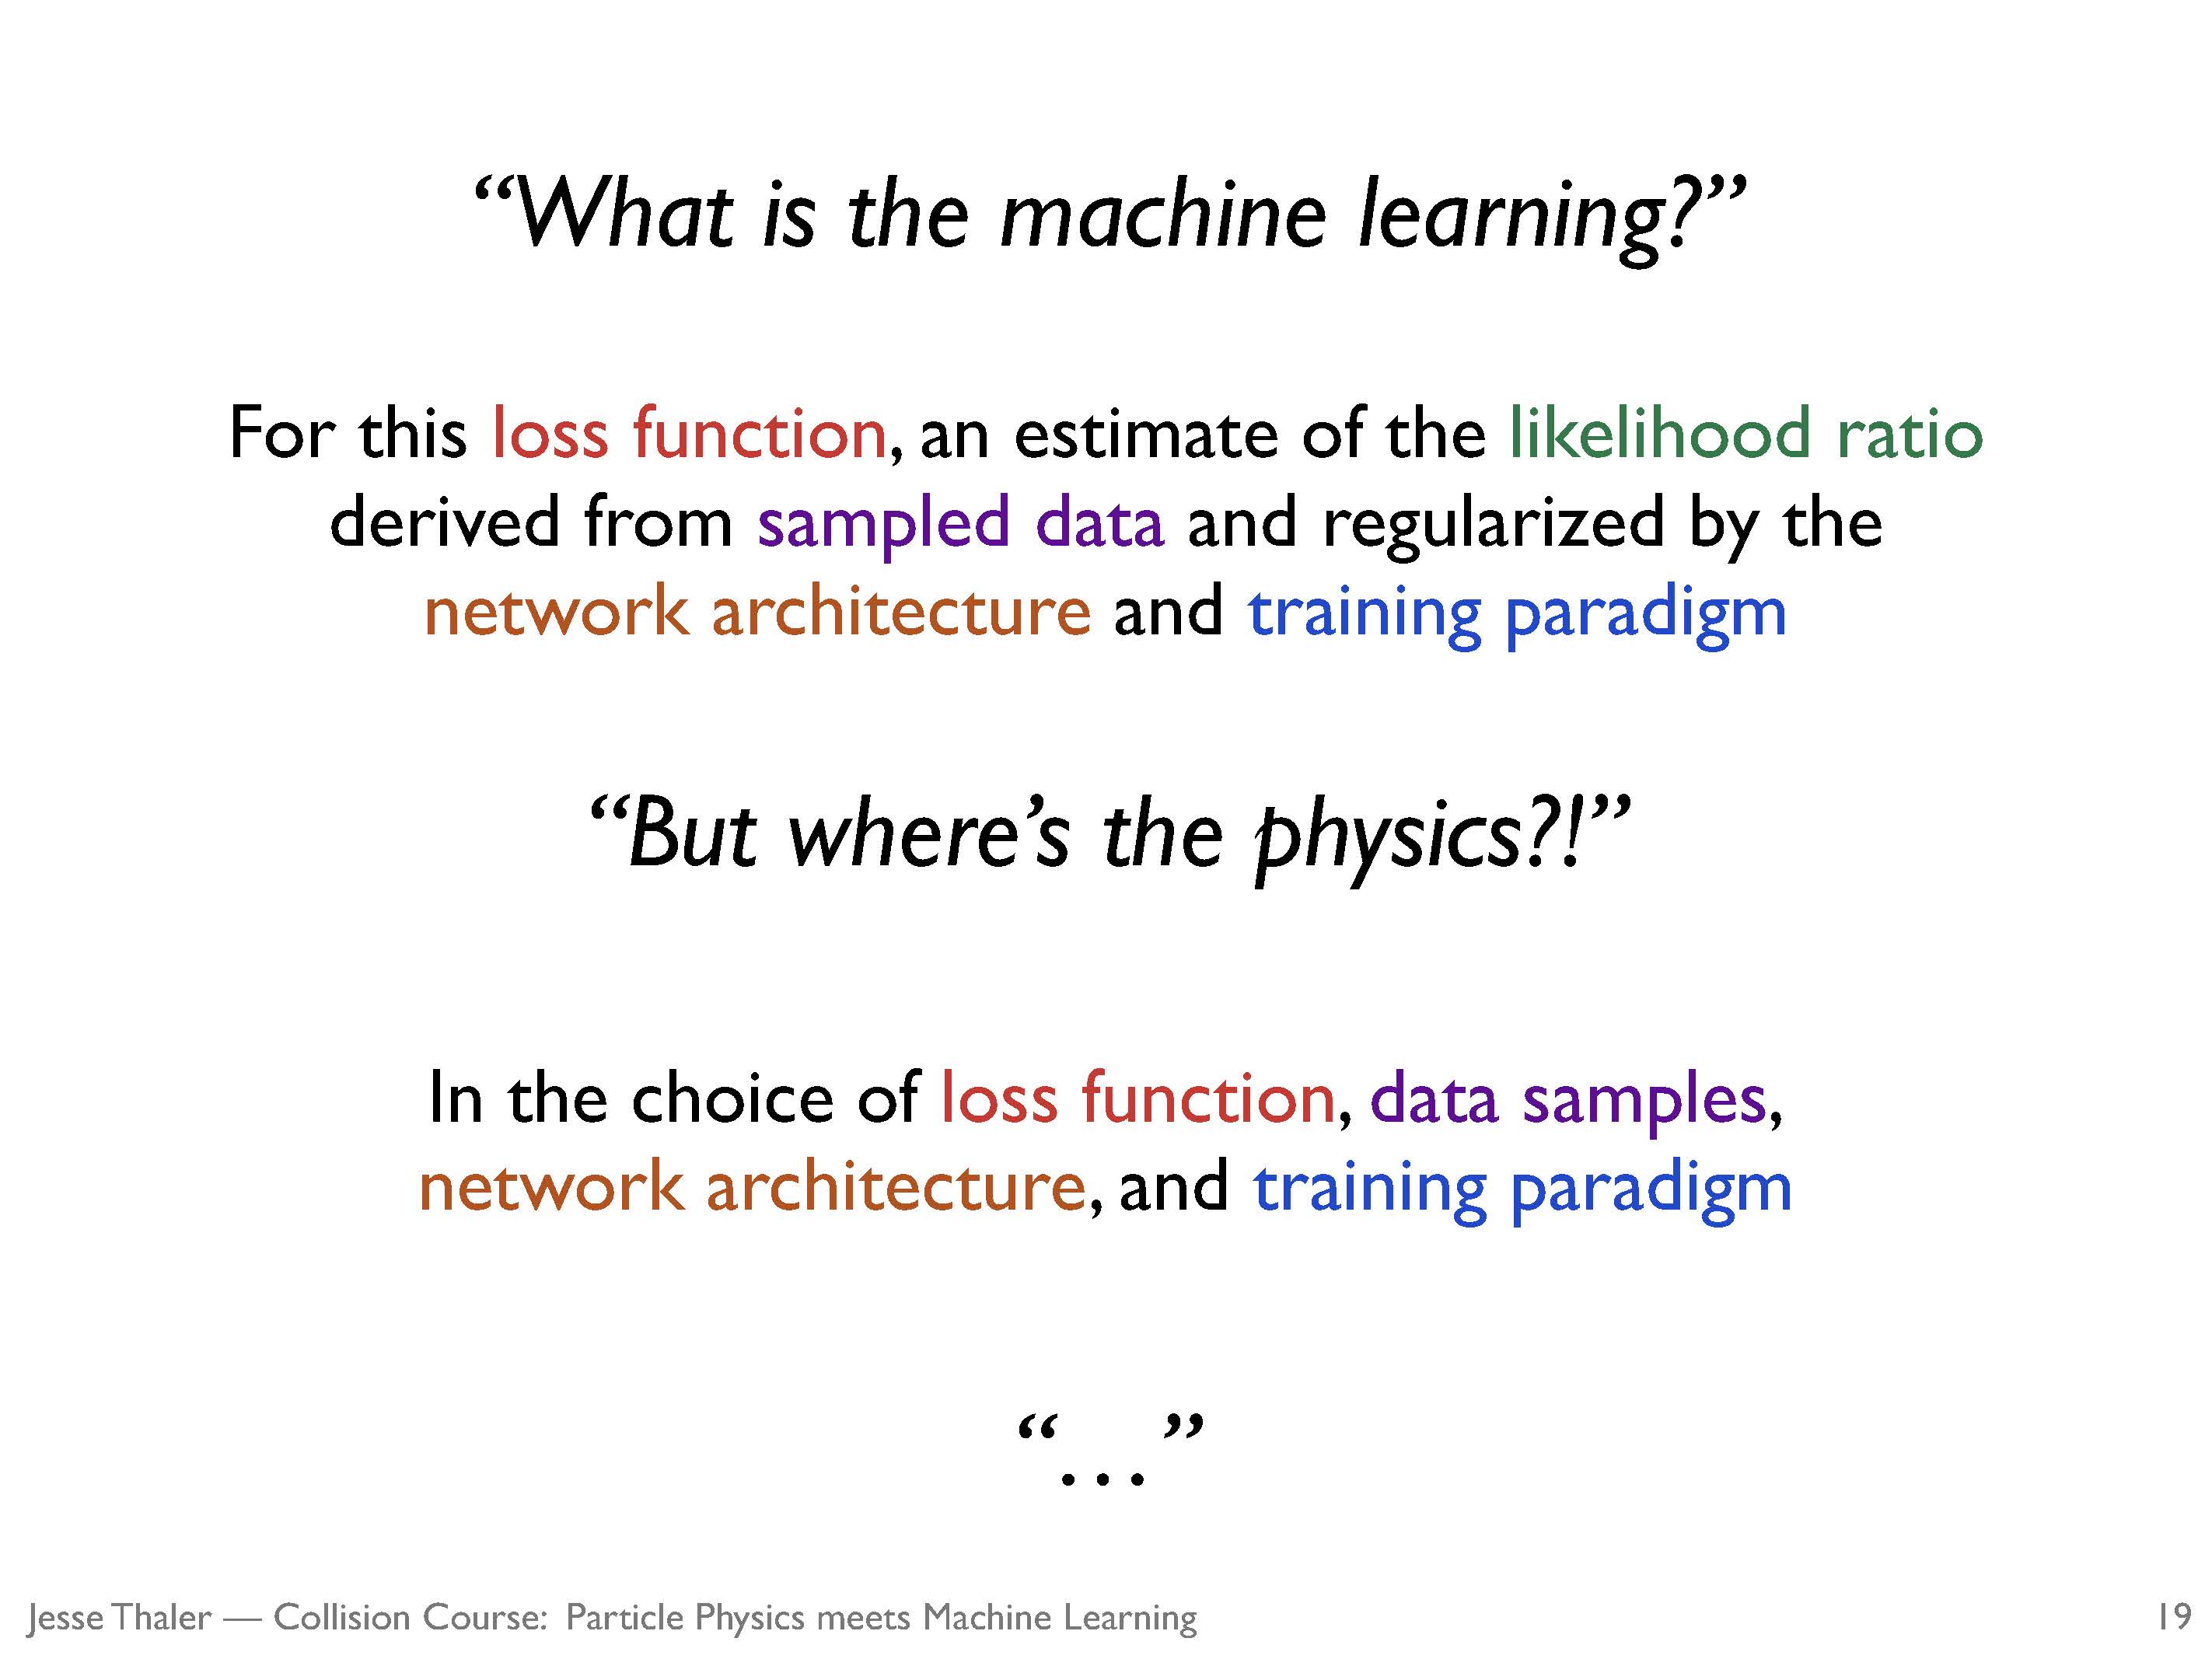 “What is the machine learning?”
For this loss function, an estimate of the likelihood ratio
derived from sampled data and regularized by the
network architecture and training paradigm
“But where’s the physics?!”
In the choice of loss function, data samples,
network architecture, and training paradigm
“…”
Jesse Thaler — Collision Course: Particle Physics meets Machine Learning
19